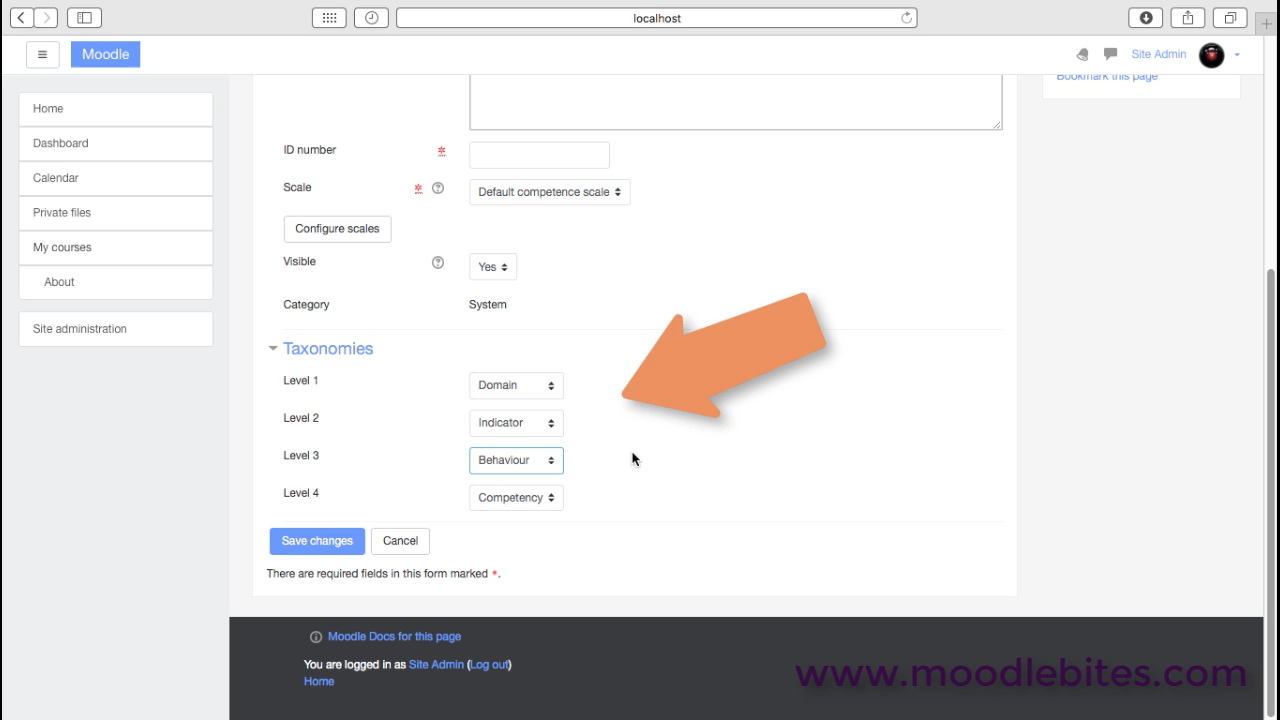 localhost
Moodle
Site Admin
Bookmark this page
Home
Dashboard
Calendar
Private files
My courses
About
Site administration
ID number
Scale
Default competence scale
Configure scales
Visible
Yes
Category
System
Taxonomies
Level 1
Domain
Level 2
Indicator
Level 3
Behaviour
Level 4
Competency
Save changes
Cancel
There are required fields in this form marked *.
Moodle Docs for this page
You are logged in as Site Admin (Log out)
Home
www.moodlebites.com